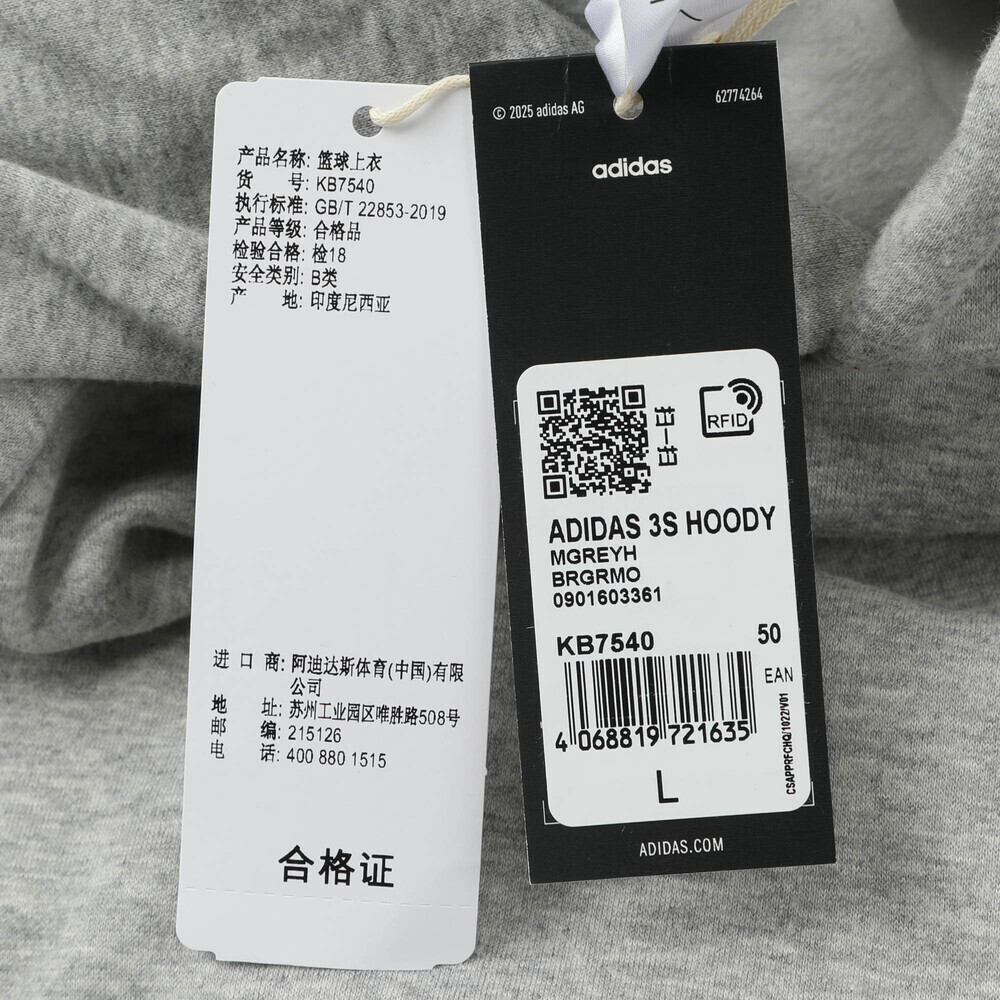 产品名称: 篮球上衣
货 号: KB7540
执行标准: GB/T 22853-2019
产品等级: 合格品
检验合格: 检18
安全类别: B类
产 地: 印度尼西亚
进 口 商: 阿迪达斯体育(中国)有限
公司
地 址: 苏州工业园区唯胜路508号
邮 编: 215126
电 话: 400 880 1515
合格证
© 2025 adidas AG
62774264
adidas
RFID
ADIDAS 3S HOODY
MGREYH
BRGRMO
0901603361
KB7540
50
EAN
4 068819 721635
CSAPPRFCHQ/1022/V01
L
ADIDAS.COM